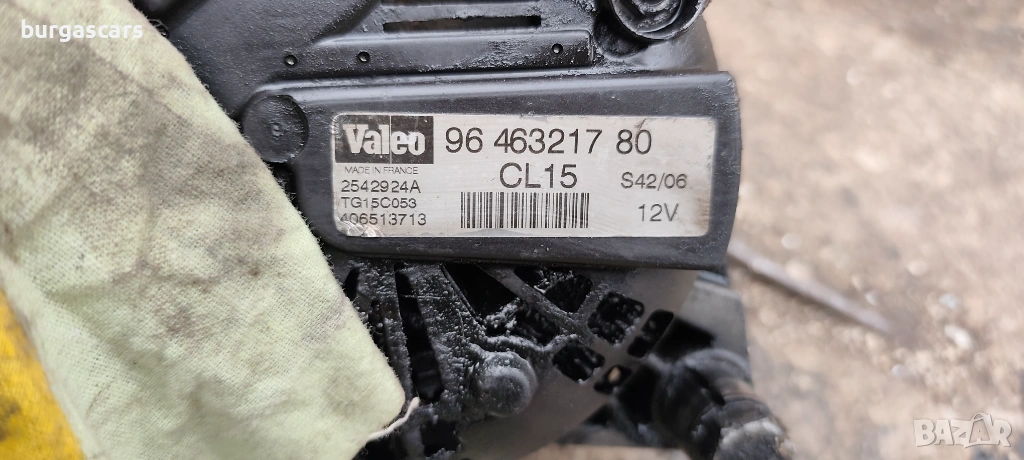 burgascars
Valeo 96 463217 80
MADE IN FRANCE CL15 S42/06
2542924A
TG15C053
406513713 12V
BAZAR